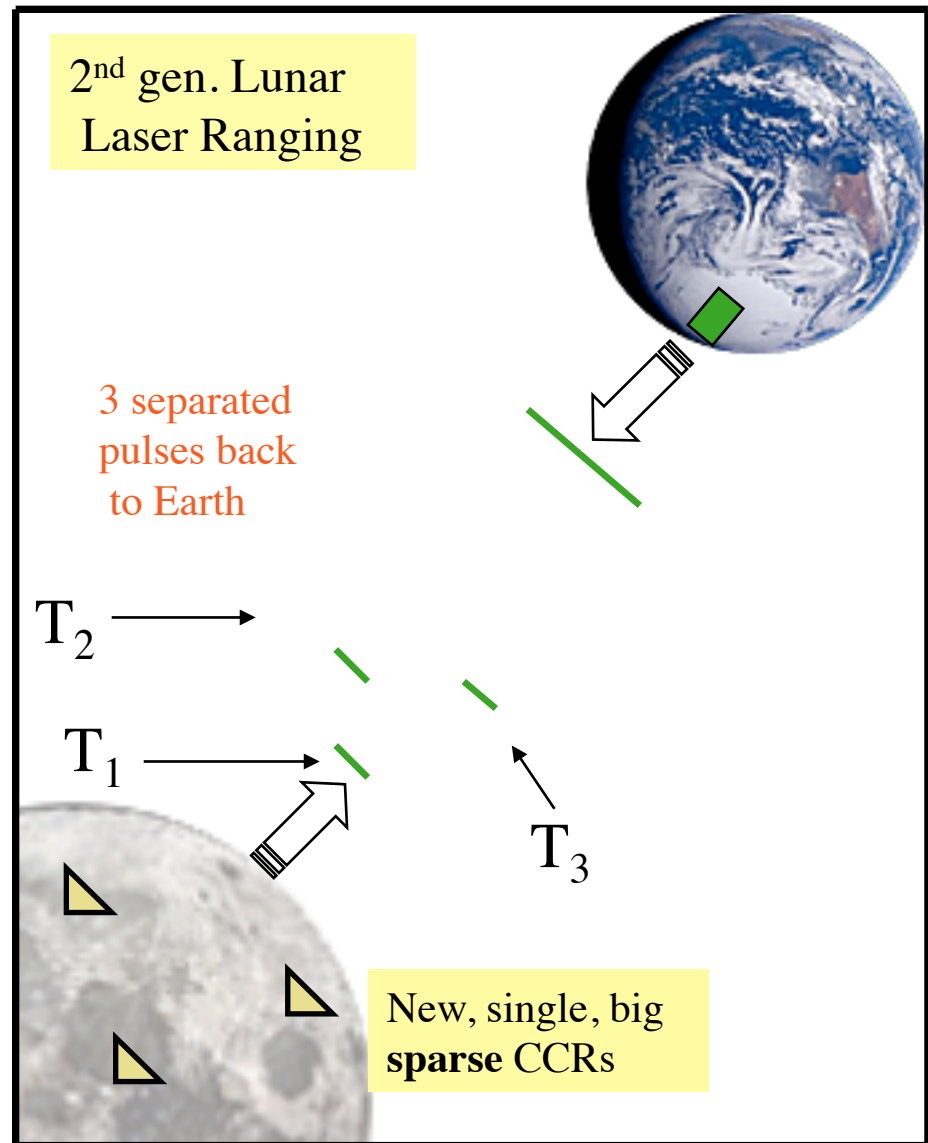 2nd gen. Lunar
Laser Ranging
3 separated
pulses back
to Earth
T2
T1
T3
New, single, big
sparse CCRs